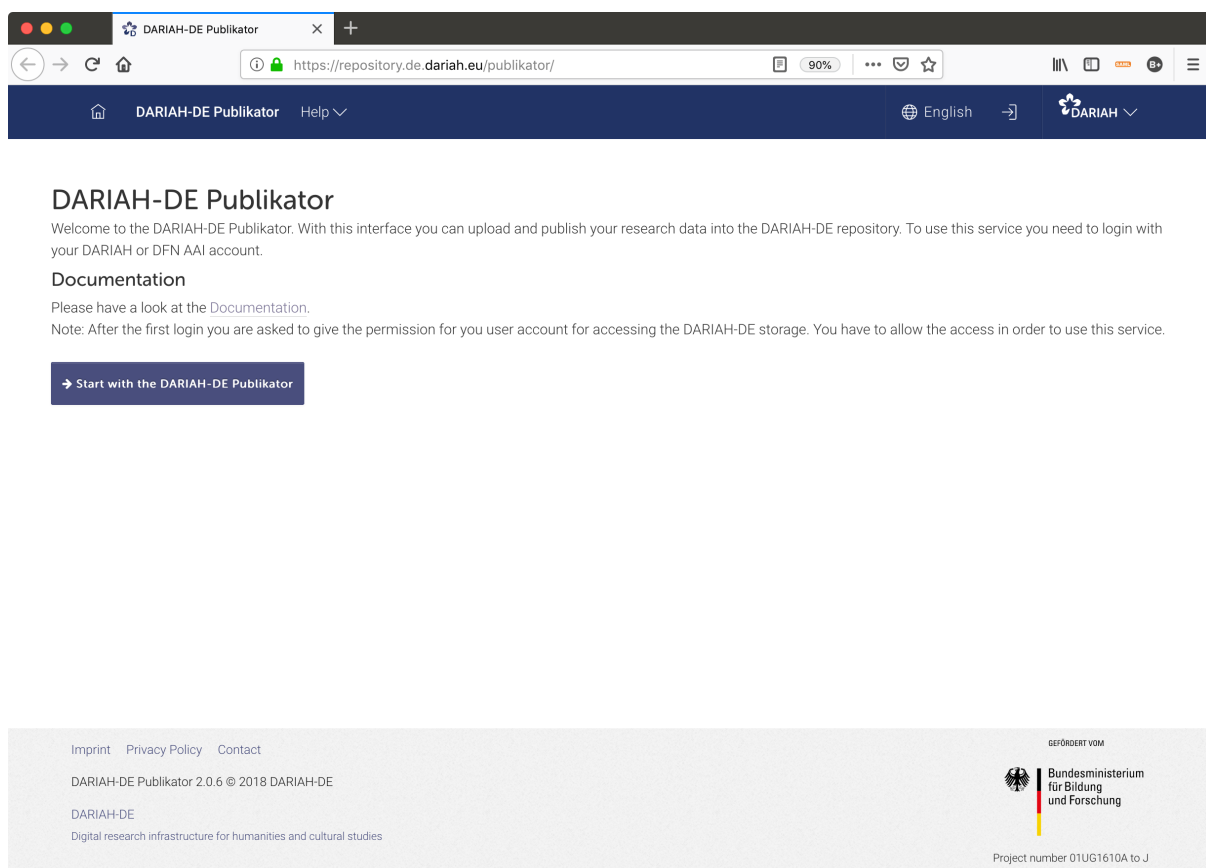 DARIAH-DE Publikator
https://repository.de.dariah.eu/publikator/
90%
DARIAH-DE Publikator Help
English
DARIAH
DARIAH-DE Publikator
Welcome to the DARIAH-DE Publikator. With this interface you can upload and publish your research data into the DARIAH-DE repository. To use this service you need to login with
your DARIAH or DFN AAI account.
Documentation
Please have a look at the Documentation.
Note: After the first login you are asked to give the permission for you user account for accessing the DARIAH-DE storage. You have to allow the access in order to use this service.
Start with the DARIAH-DE Publikator
Imprint Privacy Policy Contact
DARIAH-DE Publikator 2.0.6 © 2018 DARIAH-DE
DARIAH-DE
Digital research infrastructure for humanities and cultural studies
GEFÖRDERT VOM
Bundesministerium
für Bildung
und Forschung
Project number 01UG1610A to J